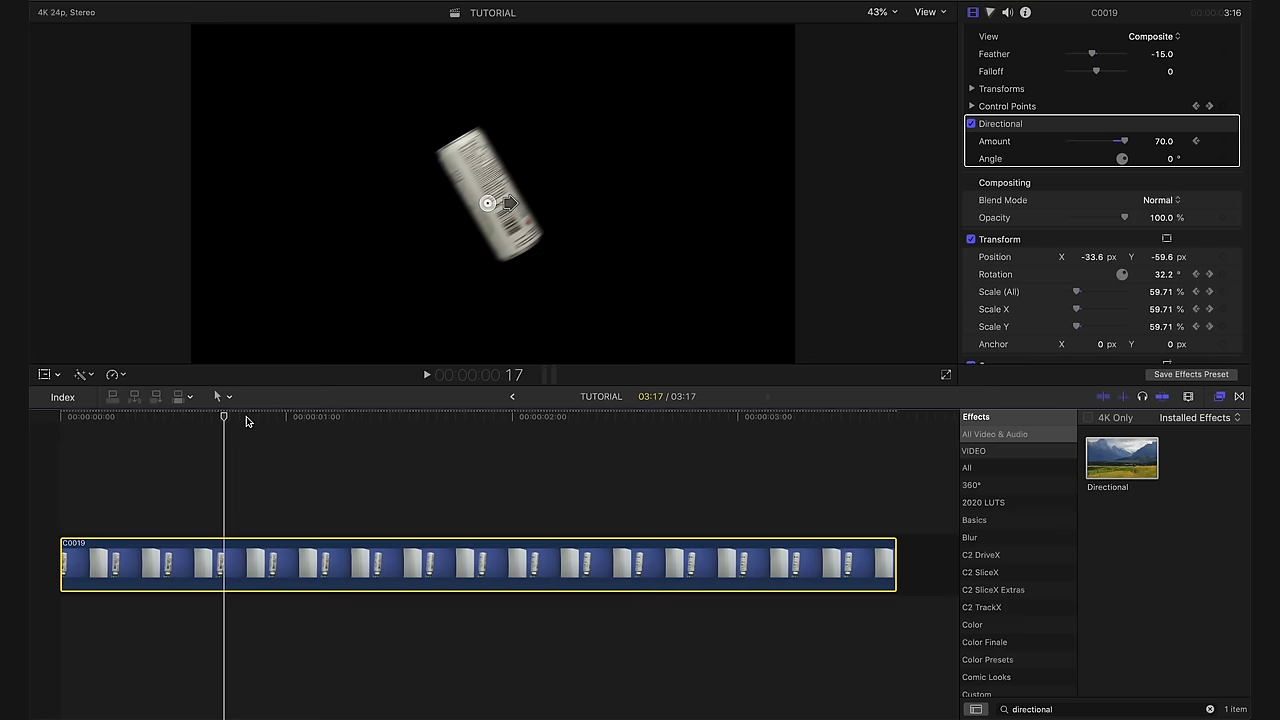 4K 24p, Stereo
TUTORIAL
43%
View
C0019
00:00:03:16
View
Composite
Feather
-15.0
Falloff
0
Transforms
Control Points
Directional
Amount
70.0
Angle
0 °
Compositing
Blend Mode
Normal
Opacity
100.0 %
Transform
Position
X -33.6 px Y -59.6 px
Rotation
32.2 °
Scale (All)
59.71 %
Scale X
59.71 %
Scale Y
59.71 %
Anchor
X 0 px Y 0 px
00:00:00:17
Save Effects Preset
Index
TUTORIAL
03:17 / 03:17
00:00:00:00
00:00:01:00
00:00:02:00
00:00:03:00
C0019
Effects
4K Only
Installed Effects
All Video & Audio
VIDEO
All
360°
2020 LUTS
Basics
Blur
C2 DriveX
C2 SliceX
C2 SliceX Extras
C2 TrackX
Color
Color Finale
Color Presets
Comic Looks
Custom
Directional
directional
1 item